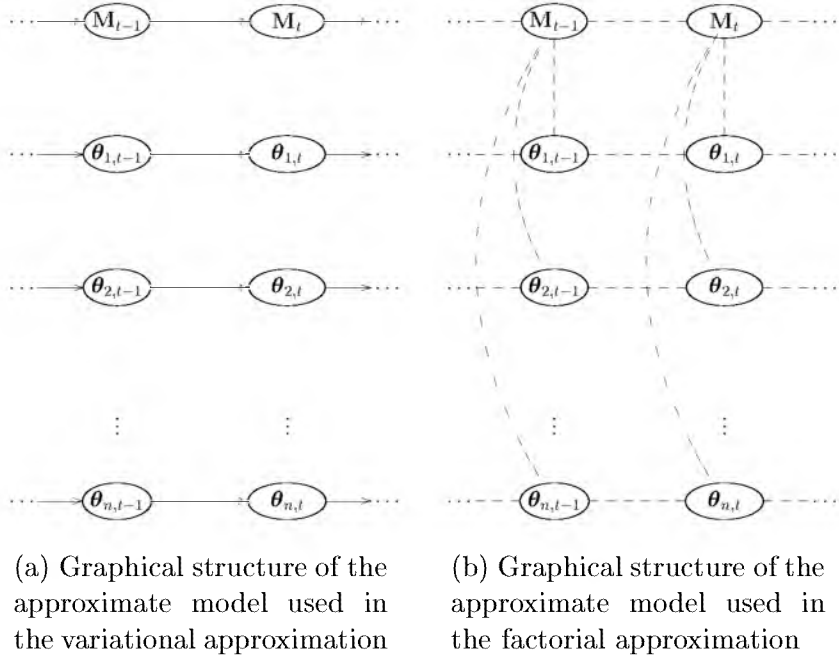 ··· M_{t−1} M_t ··· ··· M_{t−1} M_t ···
··· θ_{1,t−1} θ_{1,t} ··· ··· θ_{1,t−1} θ_{1,t} ···
··· θ_{2,t−1} θ_{2,t} ··· ··· θ_{2,t−1} θ_{2,t} ···
⋮ ⋮ ⋮ ⋮
··· θ_{n,t−1} θ_{n,t} ··· ··· θ_{n,t−1} θ_{n,t} ···
(a) Graphical structure of the
approximate model used in
the variational approximation
(b) Graphical structure of the
approximate model used in
the factorial approximation